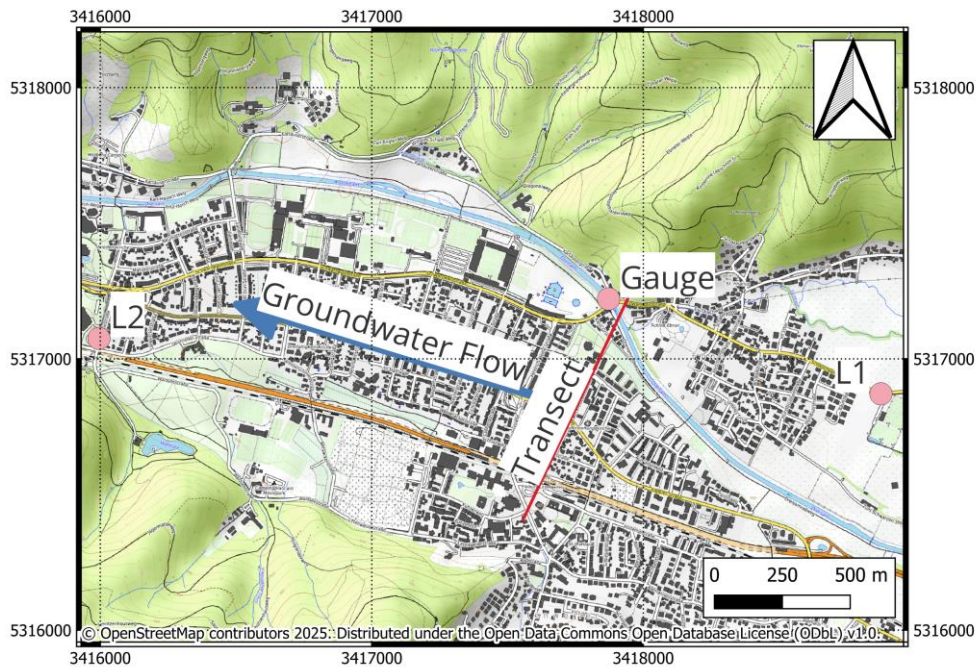 3416000 3417000 3418000
5318000 5318000
Gauge
Groundwater Flow
L2
5317000 5317000
L1
Transect
0 250 500 m
5316000 5316000
© OpenStreetMap contributors 2025: Distributed under the Open Data Commons Open Database License (ODbL) v1.0.
3416000 3417000 3418000